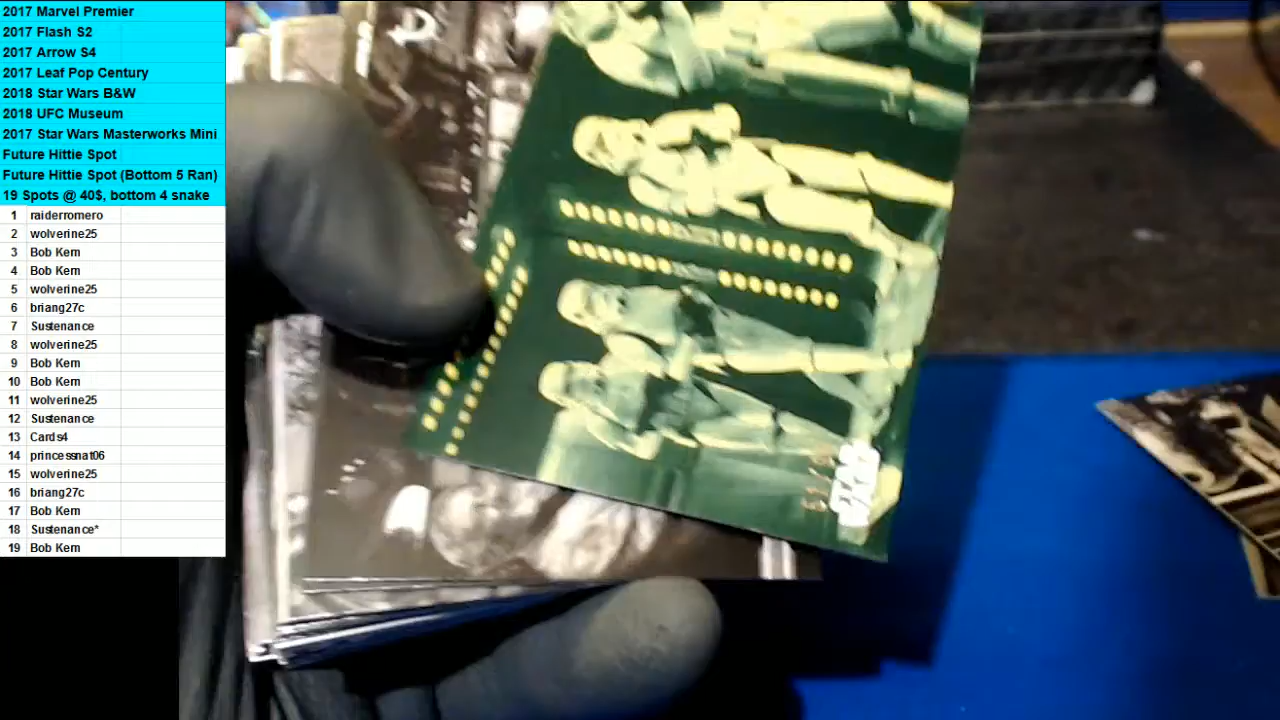 2017 Marvel Premier
2017 Flash S2
2017 Arrow S4
2017 Leaf Pop Century
2018 Star Wars B&W
2018 UFC Museum
2017 Star Wars Masterworks Mini
Future Hittie Spot
Future Hittie Spot (Bottom 5 Ran)
19 Spots @ 40$, bottom 4 snake
1 raiderromero
2 wolverine25
3 Bob Kern
4 Bob Kern
5 wolverine25
6 briang27c
7 Sustenance
8 wolverine25
9 Bob Kern
10 Bob Kern
11 wolverine25
12 Sustenance
13 Cards4
14 princessnat06
15 wolverine25
16 briang27c
17 Bob Kern
18 Sustenance*
19 Bob Kern
STAR
WARS